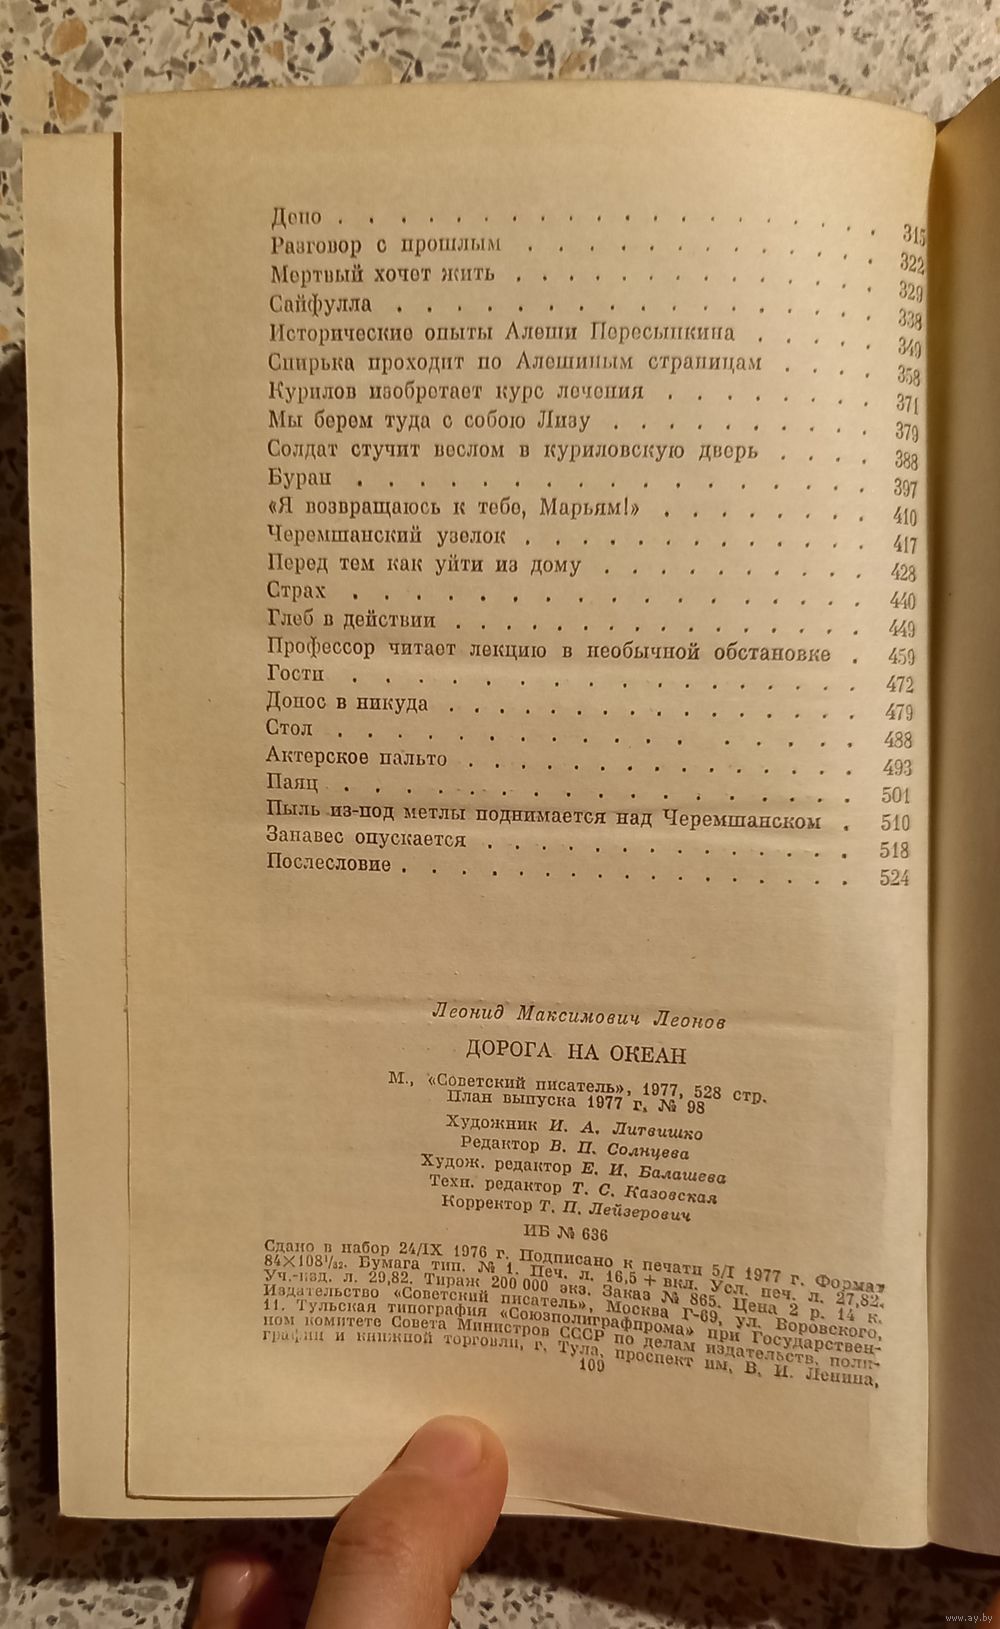 Депо . . . . . . . . . . . . . . . . . . . 315
Разговор с прошлым . . . . . . . . . . . . . 322
Мертвый хочет жить . . . . . . . . . . . . . 329
Сайфулла . . . . . . . . . . . . . . . . . 338
Исторические опыты Алеши Пересыпкина . . . . . 349
Спирька проходит по Алешиным страницам . . . . 358
Курилов изобретает курс лечения . . . . . . . . 371
Мы берем туда с собою Лизу . . . . . . . . . . 379
Солдат стучит веслом в куриловскую дверь . . . . 388
Буран . . . . . . . . . . . . . . . . . . 397
«Я возвращаюсь к тебе, Марьям!» . . . . . . . . 410
Черемшанский узелок . . . . . . . . . . . . . 417
Перед тем как уйти из дому . . . . . . . . . . 428
Страх . . . . . . . . . . . . . . . . . . 440
Глеб в действии . . . . . . . . . . . . . . . 449
Профессор читает лекцию в необычной обстановке . 459
Гости . . . . . . . . . . . . . . . . . . 472
Донос в никуда . . . . . . . . . . . . . . . 479
Стол . . . . . . . . . . . . . . . . . . 488
Актерское пальто . . . . . . . . . . . . . . . 493
Паяц . . . . . . . . . . . . . . . . . . . 501
Пыль из-под метлы поднимается над Черемшанском . 510
Занавес опускается . . . . . . . . . . . . . . 518
Послесловие . . . . . . . . . . . . . . . . . 524
Леонид Максимович Леонов
ДОРОГА НА ОКЕАН
М., «Советский писатель», 1977, 528 стр.
План выпуска 1977 г. № 98
Художник И. А. Литвишко
Редактор В. П. Солнцева
Худож. редактор Е. И. Балашева
Техн. редактор Т. С. Казовская
Корректор Т. П. Лейзерович
ИБ № 636
Сдано в набор 24/IX 1976 г. Подписано к печати 5/I 1977 г. Формат
84×108¹/₃₂. Бумага тип. № 1. Печ. л. 16,5 + вкл. Усл. печ. л. 27,82.
Уч.-изд. л. 29,82. Тираж 200 000 экз. Заказ № 865. Цена 2 р. 14 к.
Издательство «Советский писатель», Москва Г-69, ул. Воровского,
11. Тульская типография «Союзполиграфпрома» при Государствен-
ном комитете Совета Министров СССР по делам издательств, поли-
графии и книжной торговли, г. Тула, проспект им. В. И. Ленина,
109
www.ay.by